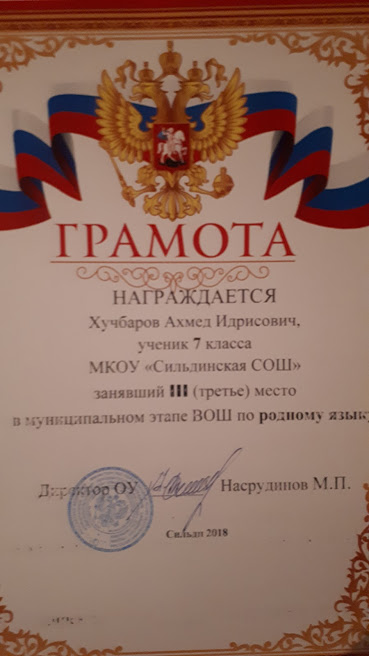 ГРАМОТА
НАГРАЖДАЕТСЯ
Хучбаров Ахмед Идрисович,
ученик 7 класса
МКОУ «Сильдинская СОШ»
занявший III (третье) место
в муниципальном этапе ВОШ по родному языку
Директор ОУ Насрудинов М.П.
Сильди 2018